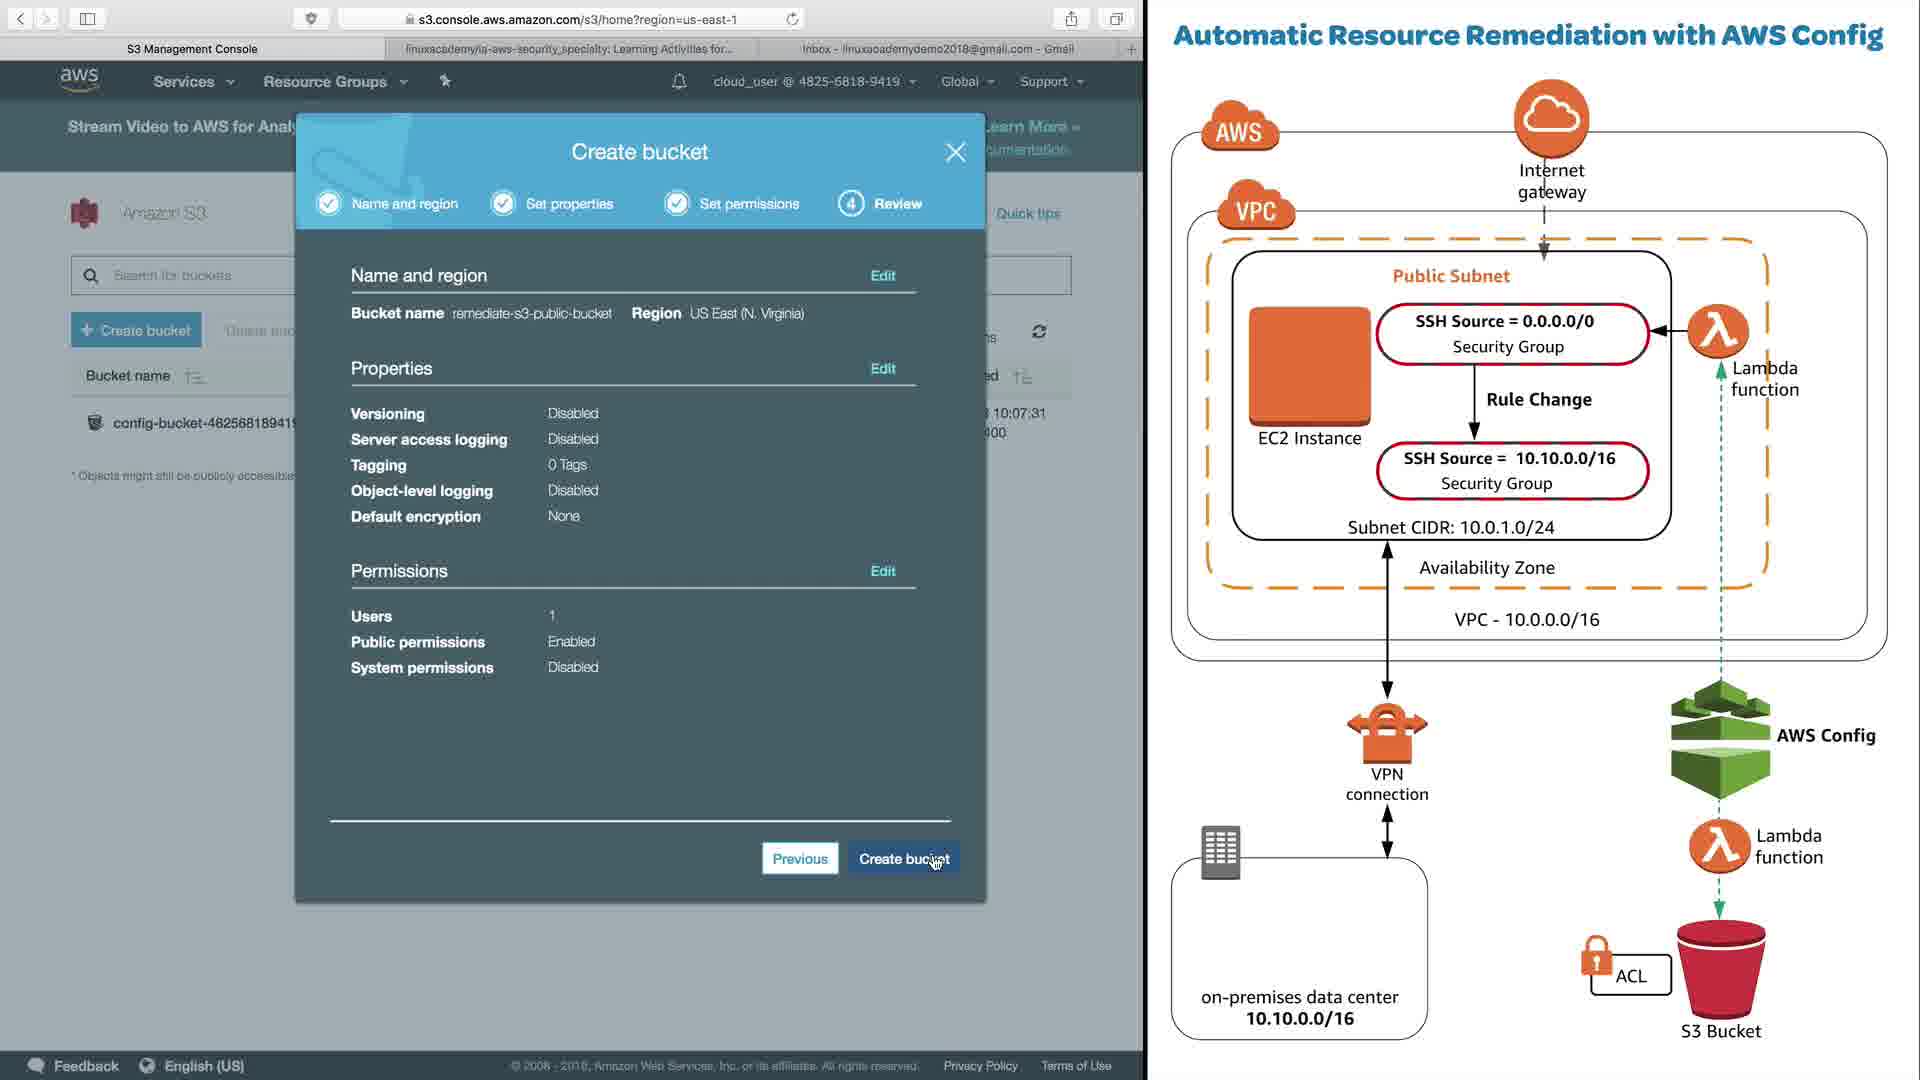 s3.console.aws.amazon.com/s3/home?region=us-east-1
S3 Management Console
linuxacademy/la-aws-security_specialty: Learning Activities for...
Inbox - linuxacademydemo2018@gmail.com - Gmail
aws
Services
Resource Groups
cloud_user @ 4825-6818-9419
Global
Support
Stream Video to AWS for Analy
Learn More »
Documentation
Create bucket
Name and region
Set properties
Set permissions
4 Review
Amazon S3
Quick tips
Search for buckets
+ Create bucket
Bucket name
config-bucket-462568189419
10:07:31
400
* Objects might still be publicly accessible
Name and region
Edit
Bucket name remediate-s3-public-bucket Region US East (N. Virginia)
Properties
Edit
Versioning Disabled
Server access logging Disabled
Tagging 0 Tags
Object-level logging Disabled
Default encryption None
Permissions
Edit
Users 1
Public permissions Enabled
System permissions Disabled
Previous
Create bucket
Feedback
English (US)
© 2008 - 2018, Amazon Web Services, Inc. or its affiliates. All rights reserved.
Privacy Policy
Terms of Use
Automatic Resource Remediation with AWS Config
AWS
Internet
gateway
VPC
Public Subnet
SSH Source = 0.0.0.0/0
Security Group
Lambda
function
Rule Change
EC2 Instance
SSH Source = 10.10.0.0/16
Security Group
Subnet CIDR: 10.0.1.0/24
Availability Zone
VPC - 10.0.0.0/16
AWS Config
VPN
connection
Lambda
function
ACL
on-premises data center
10.10.0.0/16
S3 Bucket